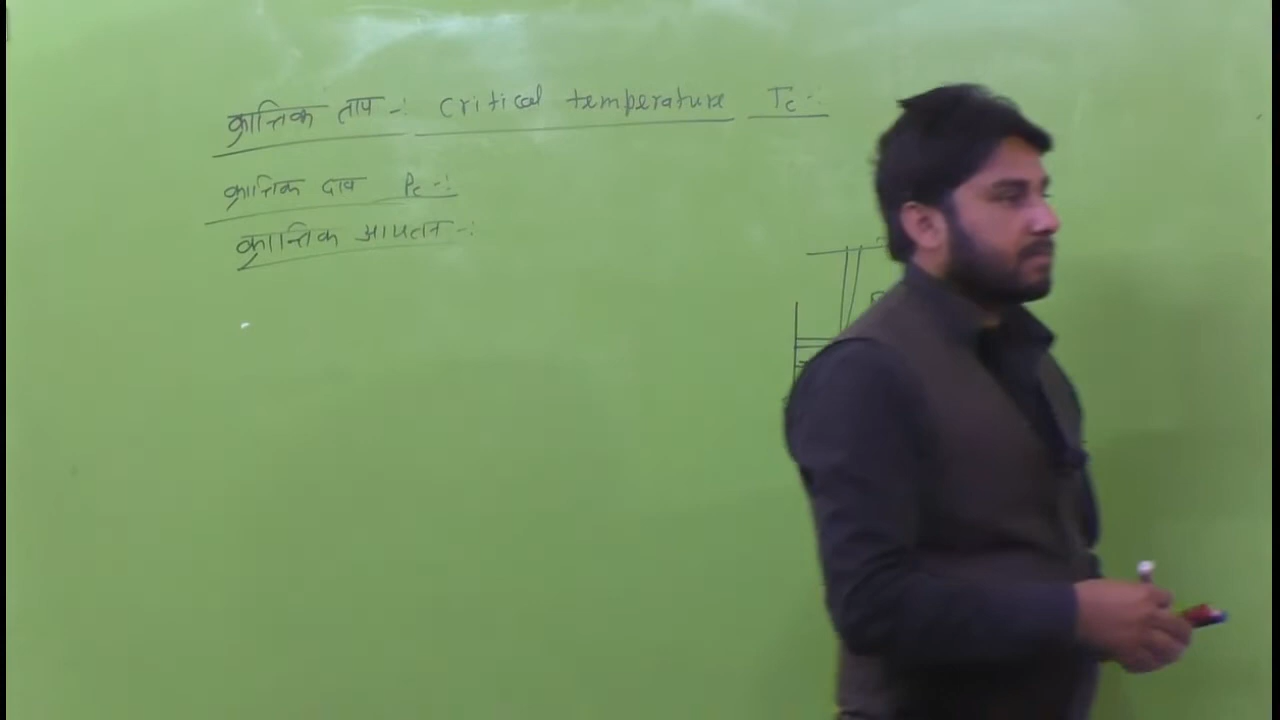 क्रान्तिक ताप -: Critical temperature Tc -:
क्रान्तिक दाब Pc -:
क्रान्तिक आयतन -: